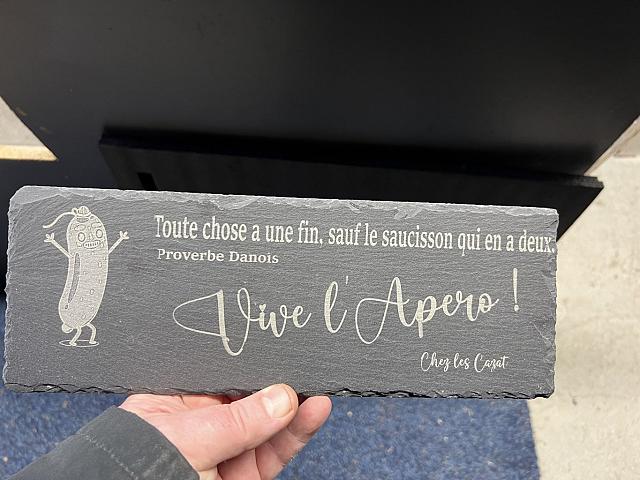 Toute chose a une fin, sauf le saucisson qui en a deux.
Proverbe Danois
Vive l'Apero !
Chez les Cazat